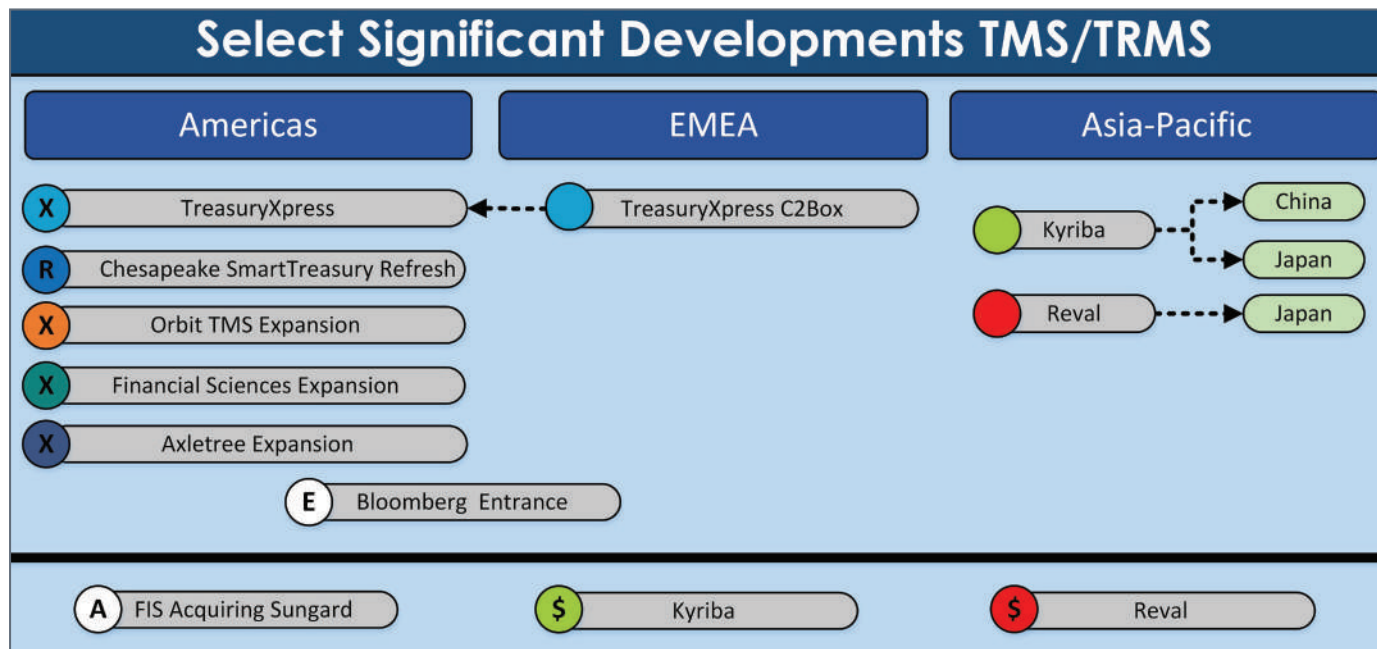 Select Significant Developments TMS/TRMS
Americas
EMEA
Asia-Pacific
X TreasuryXpress
TreasuryXpress C2Box
R Chesapeake SmartTreasury Refresh
X Orbit TMS Expansion
X Financial Sciences Expansion
X Axletree Expansion
E Bloomberg Entrance
Kyriba
China
Japan
Reval
Japan
A FIS Acquiring Sungard
$ Kyriba
$ Reval